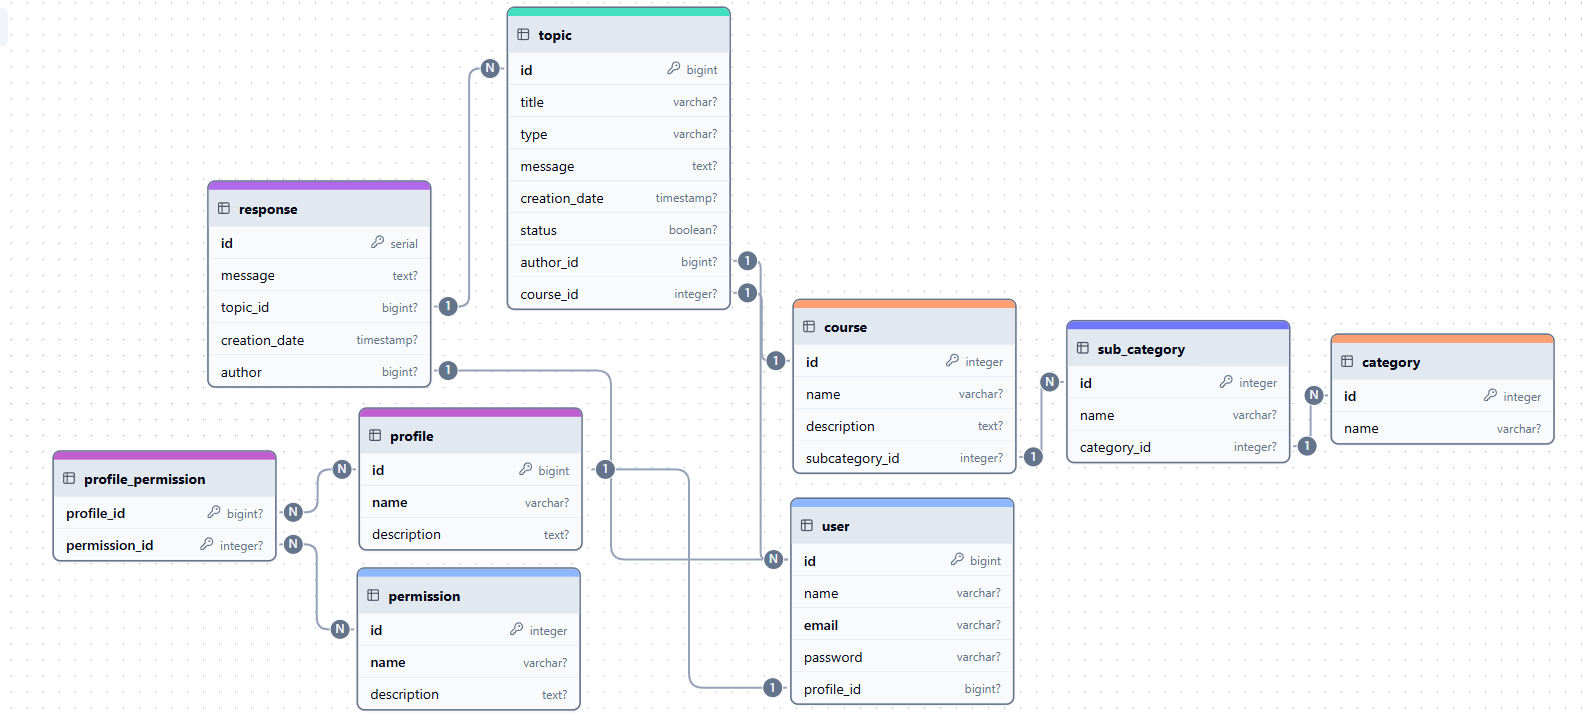 topic
id bigint
title varchar?
type varchar?
message text?
creation_date timestamp?
status boolean?
author_id bigint?
course_id integer?
N
1
1
response
id serial
message text?
topic_id bigint?
creation_date timestamp?
author bigint?
1
1
course
id integer
name varchar?
description text?
subcategory_id integer?
1
1
sub_category
id integer
name varchar?
category_id integer?
N
1
category
id integer
name varchar?
N
profile
id bigint
name varchar?
description text?
N
1
profile_permission
profile_id bigint?
permission_id integer?
N
N
permission
id integer
name varchar?
description text?
N
user
id bigint
name varchar?
email varchar?
password varchar?
profile_id bigint?
N
1